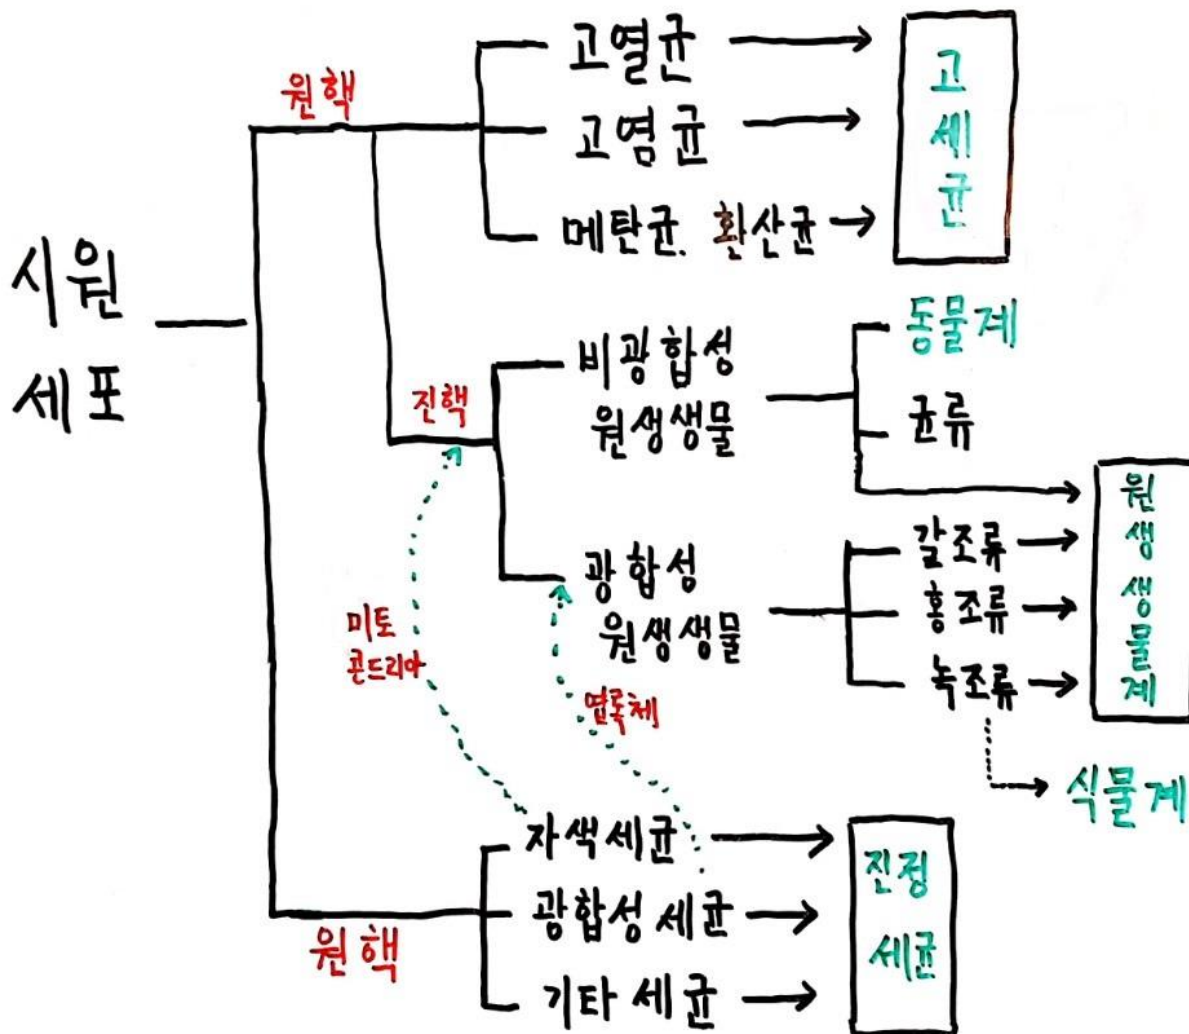 시원
세포
원핵
고열균
고염균
메탄균. 황산균
고세균
진핵
비광합성
원생생물
동물계
균류
광합성
원생생물
갈조류
홍조류
녹조류
원생생물계
식물계
미토
콘드리아
엽록체
원핵
자색세균
광합성 세균
기타 세균
진정
세균